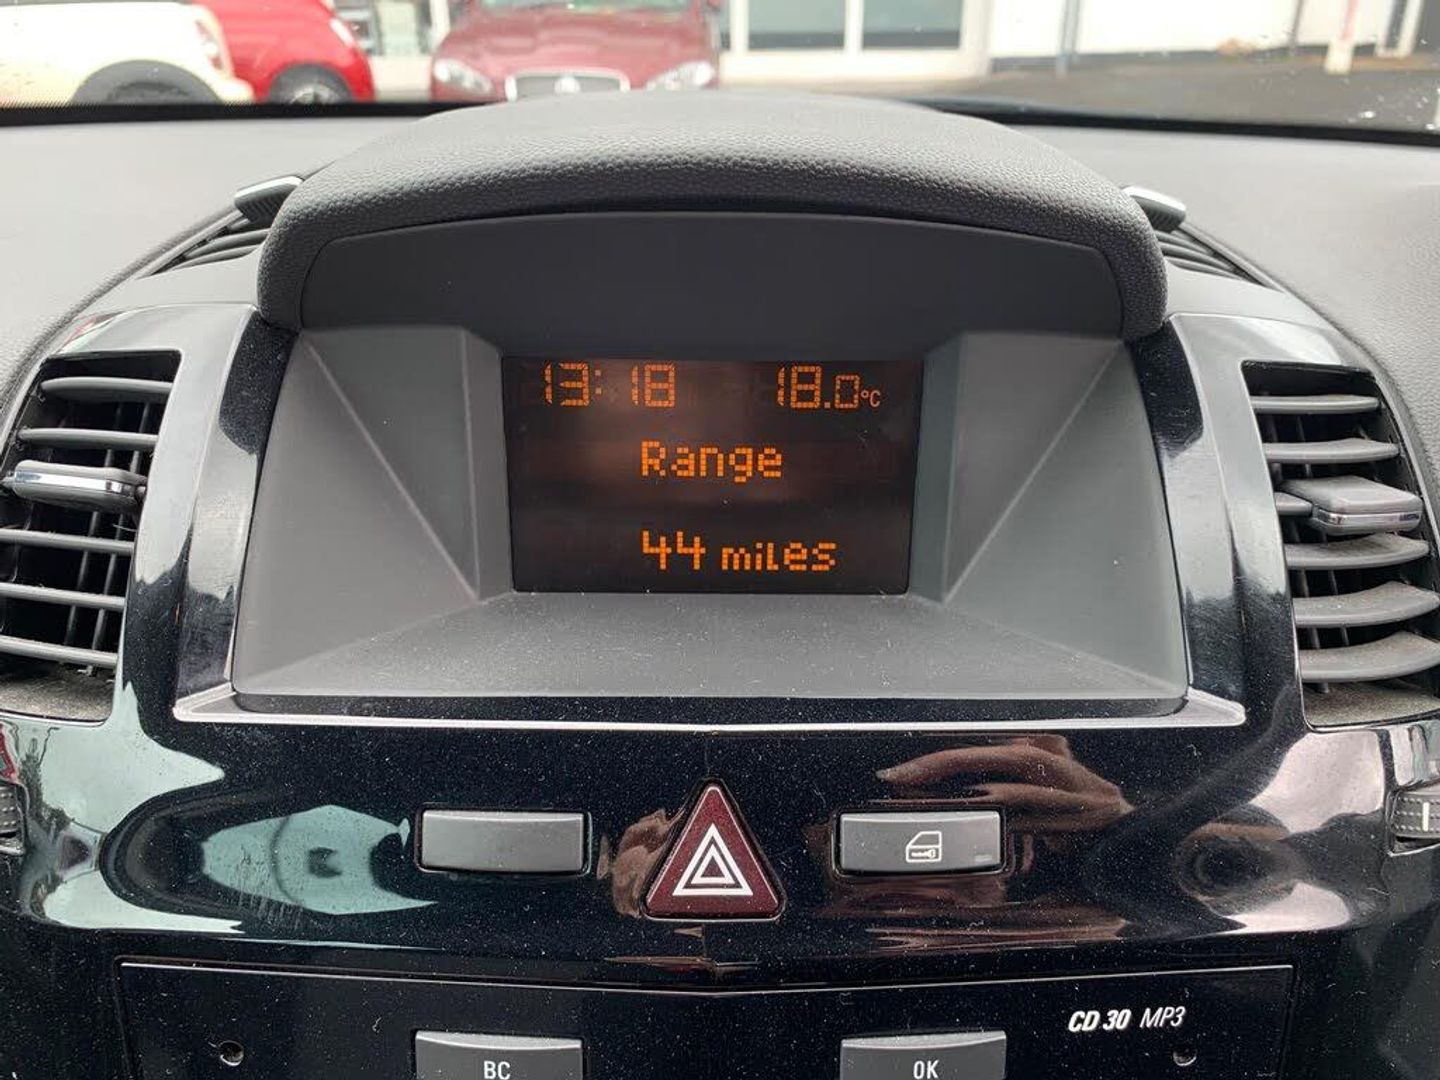 13:18 18.0°C
Range
44 miles
CD 30 MP3
BC OK